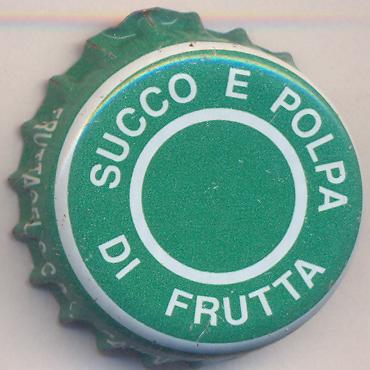 SUCCO E POLPA
DI FRUTTA